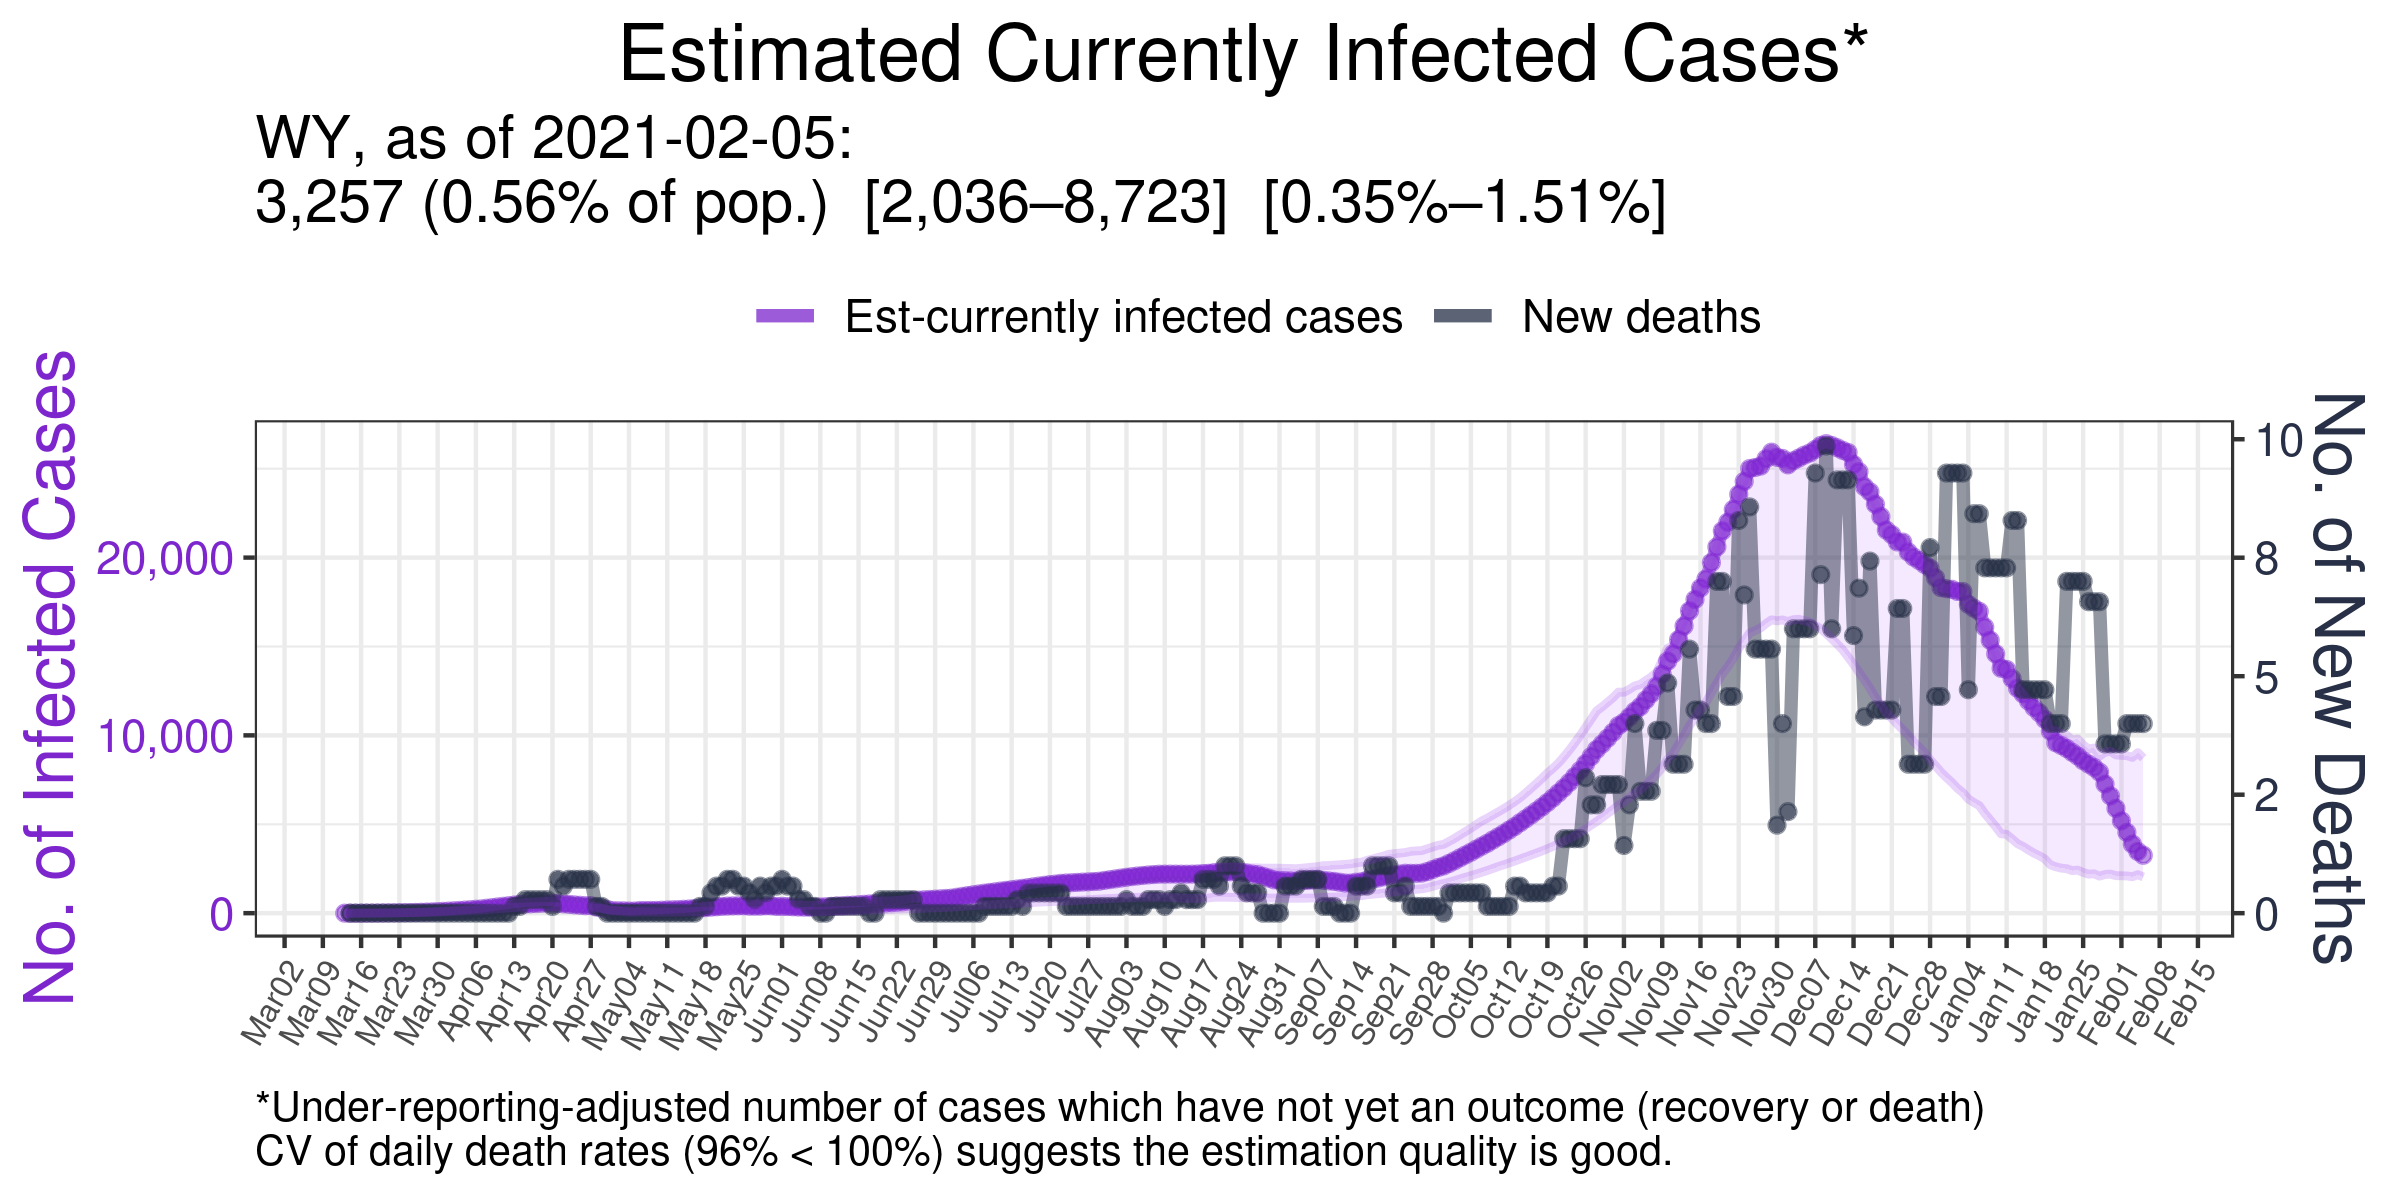 Estimated Currently Infected Cases*
WY, as of 2021-02-05:
3,257 (0.56% of pop.)  [2,036–8,723]  [0.35%–1.51%]
Est-currently infected cases
New deaths
No. of Infected Cases
20,000
10,000
0
10
8
5
2
0
No. of New Deaths
Mar02
Mar09
Mar16
Mar23
Mar30
Apr06
Apr13
Apr20
Apr27
May04
May11
May18
May25
Jun01
Jun08
Jun15
Jun22
Jun29
Jul06
Jul13
Jul20
Jul27
Aug03
Aug10
Aug17
Aug24
Aug31
Sep07
Sep14
Sep21
Sep28
Oct05
Oct12
Oct19
Oct26
Nov02
Nov09
Nov16
Nov23
Nov30
Dec07
Dec14
Dec21
Dec28
Jan04
Jan11
Jan18
Jan25
Feb01
Feb08
Feb15
*Under-reporting-adjusted number of cases which have not yet an outcome (recovery or death)
CV of daily death rates (96% < 100%) suggests the estimation quality is good.